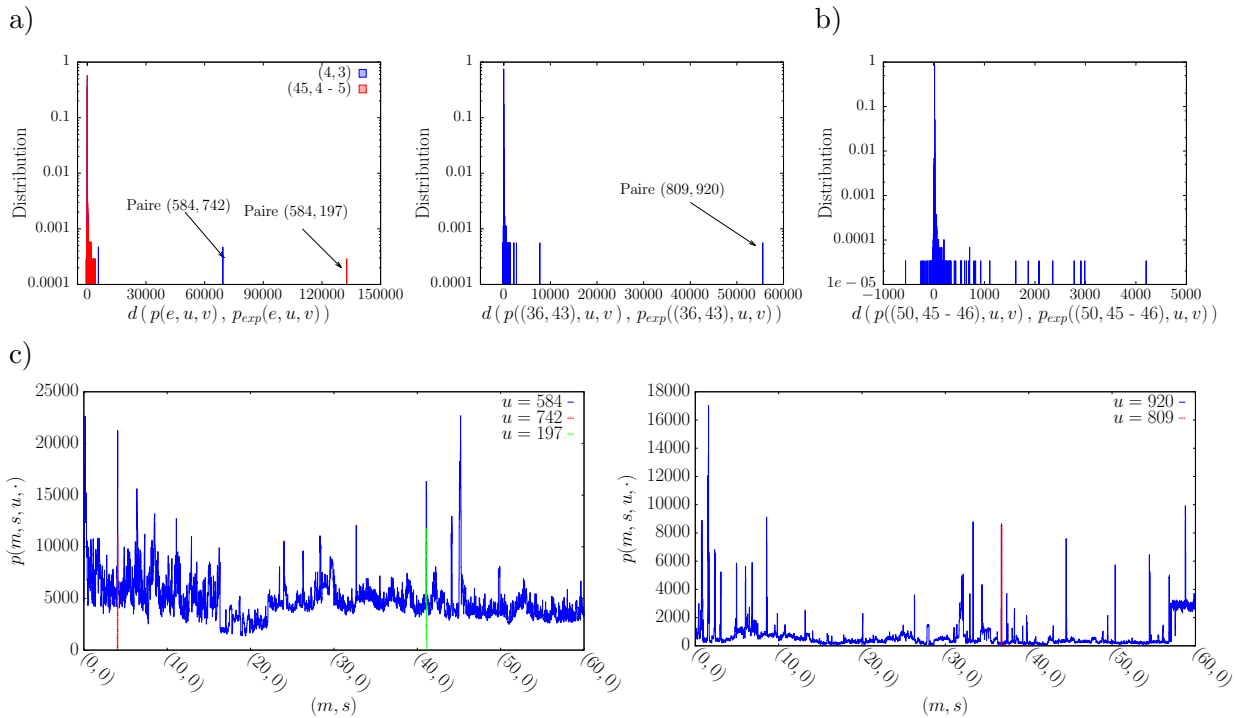 a)
b)
1
0.1
0.01
0.001
0.0001
Distribution
(4, 3)
(45, 4 - 5)
Paire (584, 742)
Paire (584, 197)
0 30000 60000 90000 120000 150000
d ( p(e, u, v) , p_exp(e, u, v) )
1
0.1
0.01
0.001
0.0001
Distribution
Paire (809, 920)
0 10000 20000 30000 40000 50000 60000
d ( p((36, 43), u, v) , p_exp((36, 43), u, v) )
1
0.1
0.01
0.001
0.0001
1e − 05
Distribution
−1000 0 1000 2000 3000 4000 5000
d ( p((50, 45 - 46), u, v) , p_exp((50, 45 - 46), u, v) )
c)
25000
20000
15000
10000
5000
0
p(m, s, u, ·)
u = 584
u = 742
u = 197
(0, 0) (10, 0) (20, 0) (30, 0) (40, 0) (50, 0) (60, 0)
(m, s)
18000
16000
14000
12000
10000
8000
6000
4000
2000
0
p(m, s, u, ·)
u = 920
u = 809
(0, 0) (10, 0) (20, 0) (30, 0) (40, 0) (50, 0) (60, 0)
(m, s)